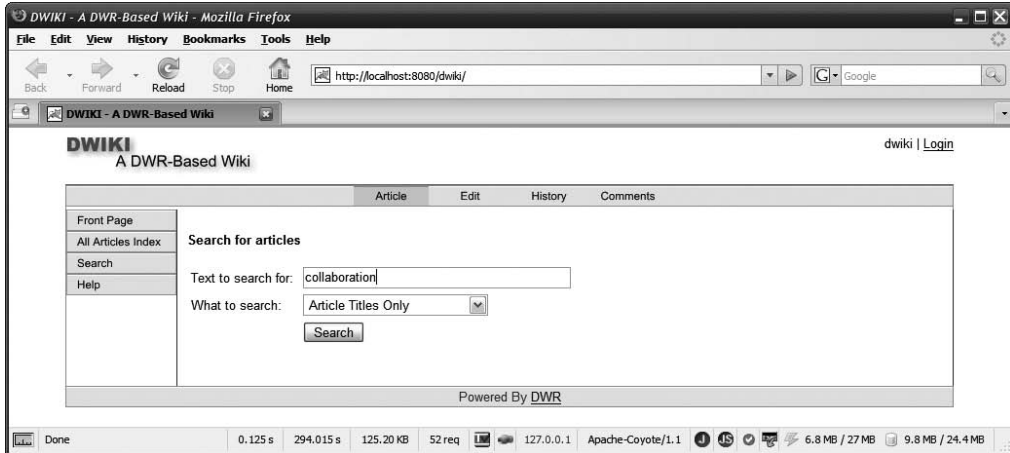 DWIKI - A DWR-Based Wiki - Mozilla Firefox
File Edit View History Bookmarks Tools Help
Back Forward Reload Stop Home http://localhost:8080/dwiki/ G Google
DWIKI - A DWR-Based Wiki
DWIKI
A DWR-Based Wiki
dwiki | Login
Article Edit History Comments
Front Page
All Articles Index
Search
Help
Search for articles
Text to search for: collaboration
What to search: Article Titles Only
Search
Powered By DWR
Done 0.125 s 294.015 s 125.20 KB 52 req 127.0.0.1 Apache-Coyote/1.1 J JS 6.8 MB / 27 MB 9.8 MB / 24.4 MB